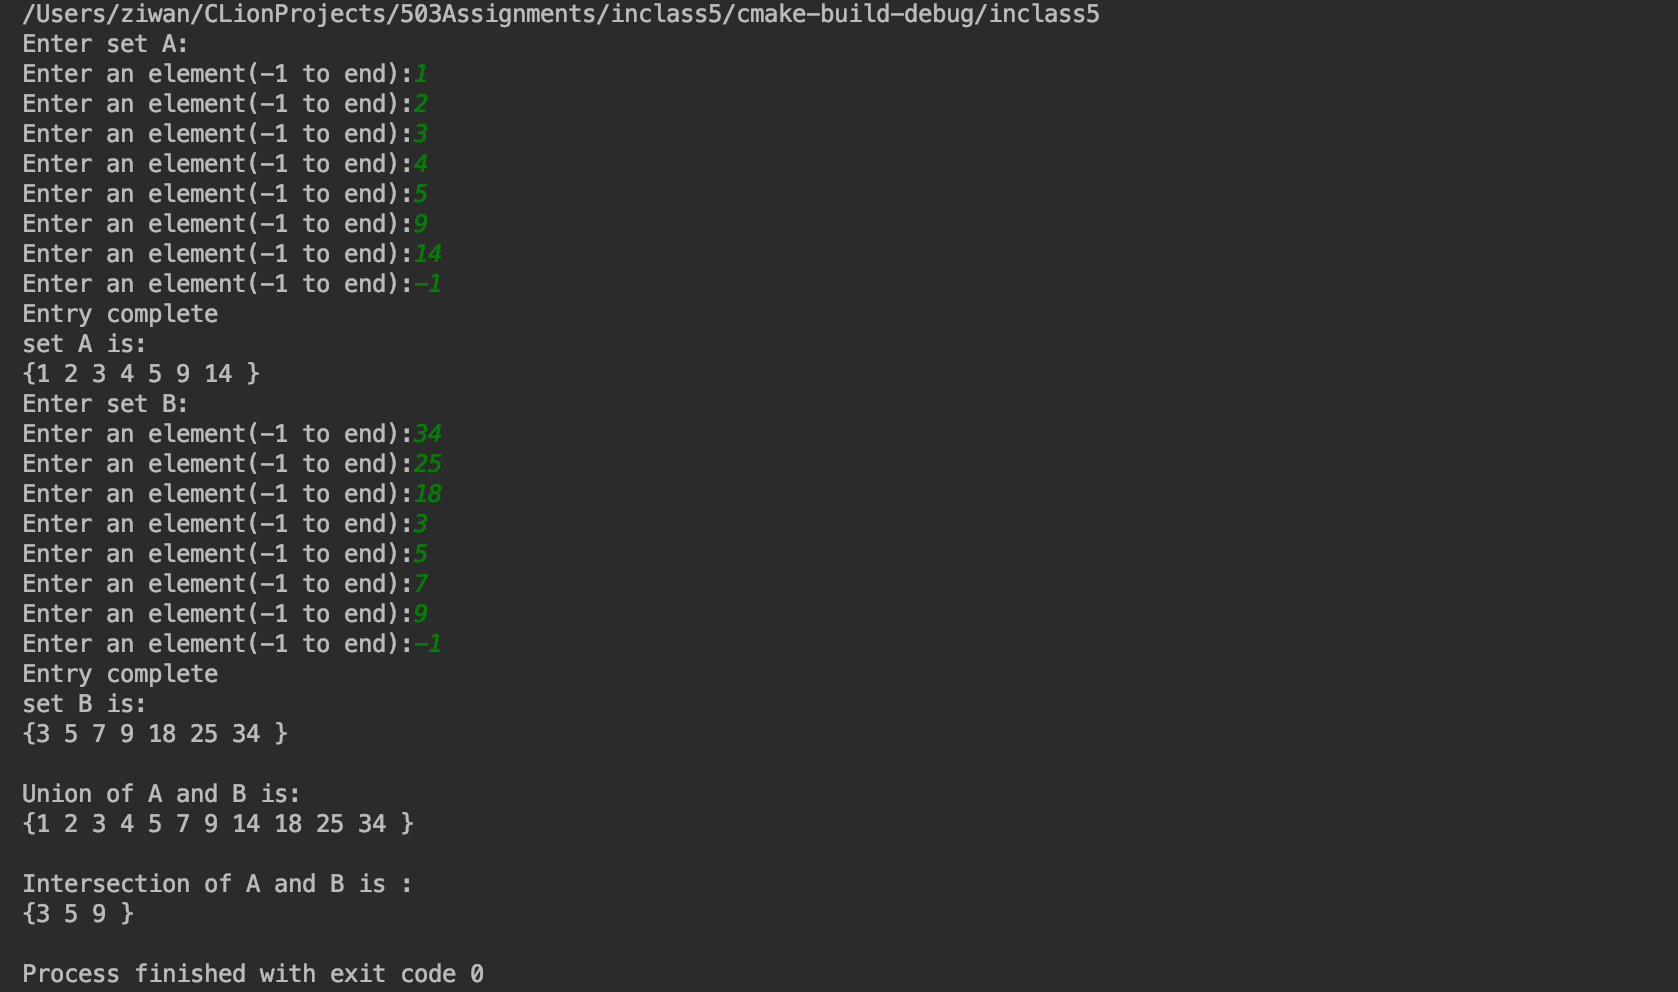 /Users/ziwan/CLionProjects/503Assignments/inclass5/cmake-build-debug/inclass5
Enter set A:
Enter an element(-1 to end):1
Enter an element(-1 to end):2
Enter an element(-1 to end):3
Enter an element(-1 to end):4
Enter an element(-1 to end):5
Enter an element(-1 to end):9
Enter an element(-1 to end):14
Enter an element(-1 to end):-1
Entry complete
set A is:
{1 2 3 4 5 9 14 }
Enter set B:
Enter an element(-1 to end):34
Enter an element(-1 to end):25
Enter an element(-1 to end):18
Enter an element(-1 to end):3
Enter an element(-1 to end):5
Enter an element(-1 to end):7
Enter an element(-1 to end):9
Enter an element(-1 to end):-1
Entry complete
set B is:
{3 5 7 9 18 25 34 }

Union of A and B is:
{1 2 3 4 5 7 9 14 18 25 34 }

Intersection of A and B is :
{3 5 9 }

Process finished with exit code 0